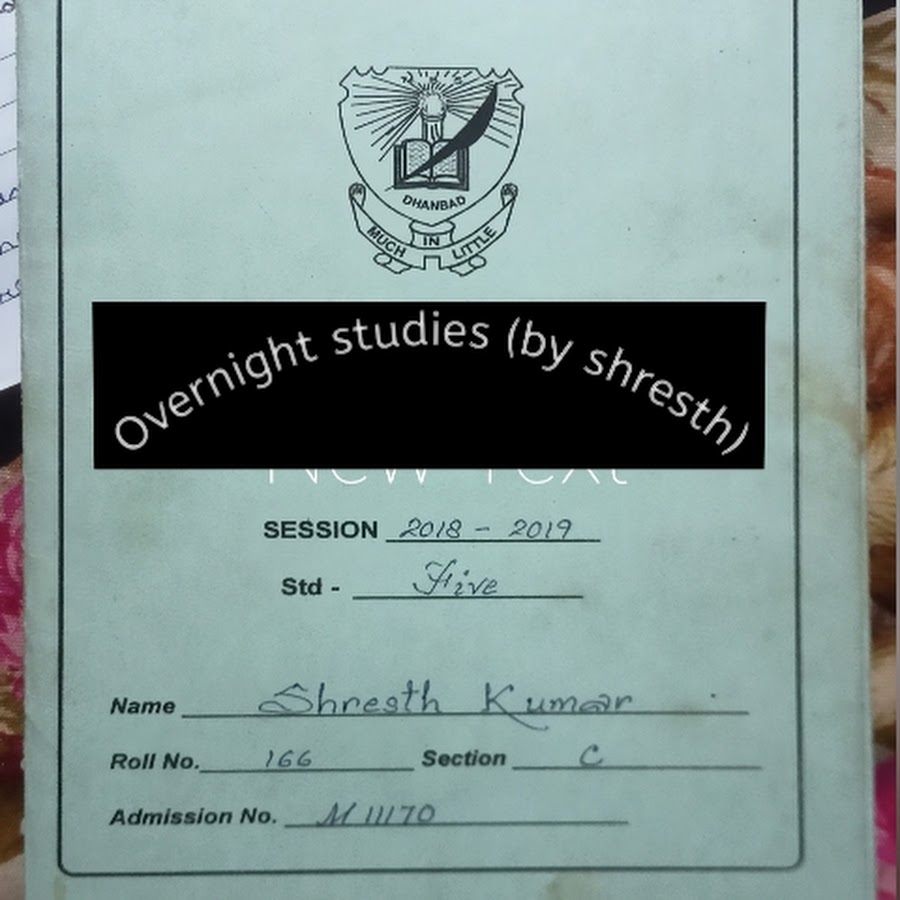 DHANBAD
MUCH IN LITTLE
Overnight studies (by shresth)
New Text
SESSION 2018 - 2019
Std - Five
Name Shresth Kumar
Roll No. 166 Section C
Admission No. M 11170